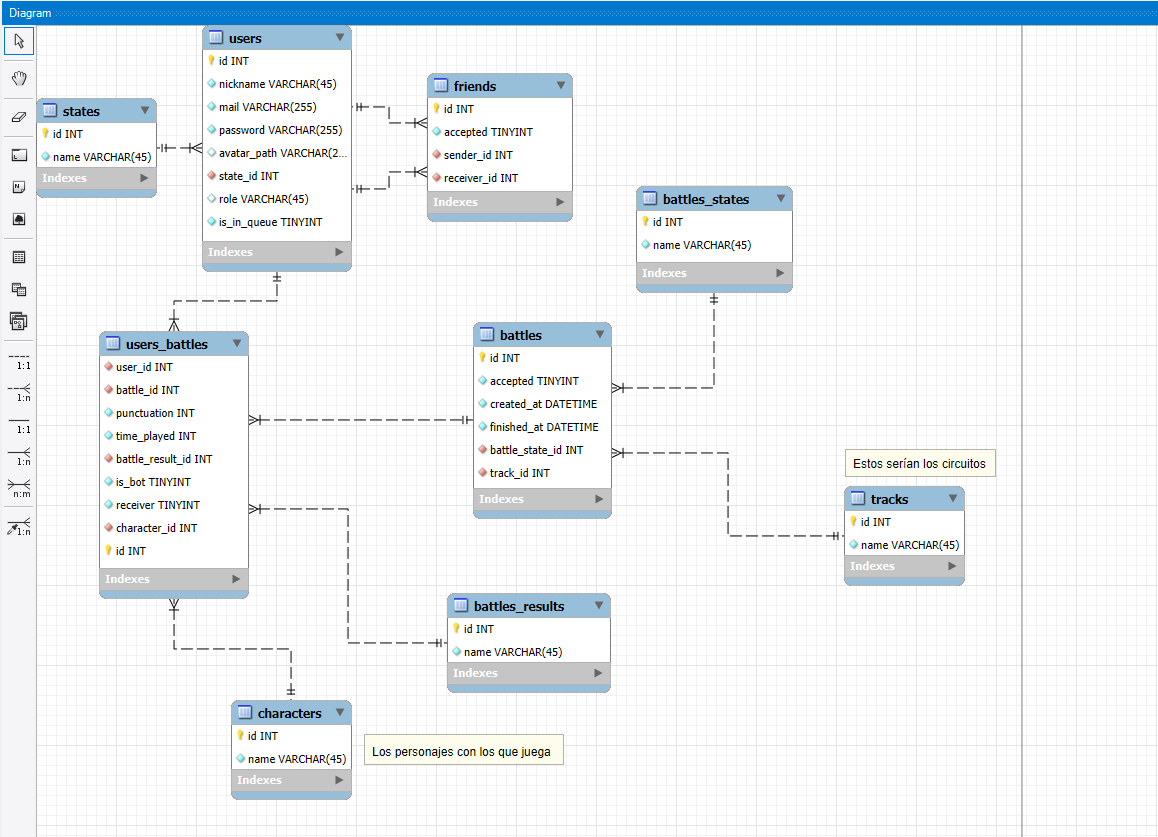 Diagram
users
id INT
nickname VARCHAR(45)
mail VARCHAR(255)
password VARCHAR(255)
avatar_path VARCHAR(2...
state_id INT
role VARCHAR(45)
is_in_queue TINYINT
Indexes
friends
id INT
accepted TINYINT
sender_id INT
receiver_id INT
Indexes
states
id INT
name VARCHAR(45)
Indexes
battles_states
id INT
name VARCHAR(45)
Indexes
users_battles
user_id INT
battle_id INT
punctuation INT
time_played INT
battle_result_id INT
is_bot TINYINT
receiver TINYINT
character_id INT
id INT
Indexes
battles
id INT
accepted TINYINT
created_at DATETIME
finished_at DATETIME
battle_state_id INT
track_id INT
Indexes
Estos serían los circuitos
tracks
id INT
name VARCHAR(45)
Indexes
battles_results
id INT
name VARCHAR(45)
Indexes
characters
id INT
name VARCHAR(45)
Indexes
Los personajes con los que juega
1:1
1:n
1:1
1:n
n:m
1:n